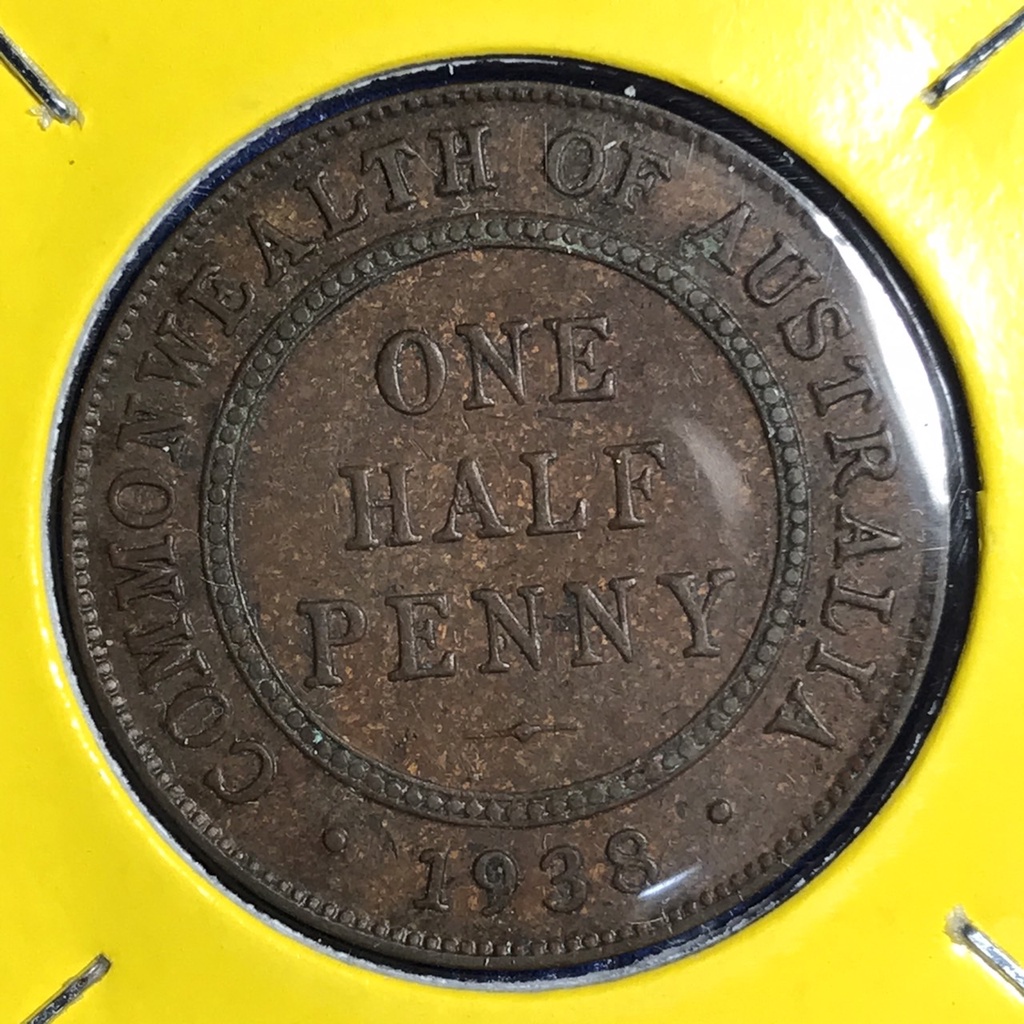 COMMONWEALTH OF AUSTRALIA
ONE
HALF
PENNY
1938